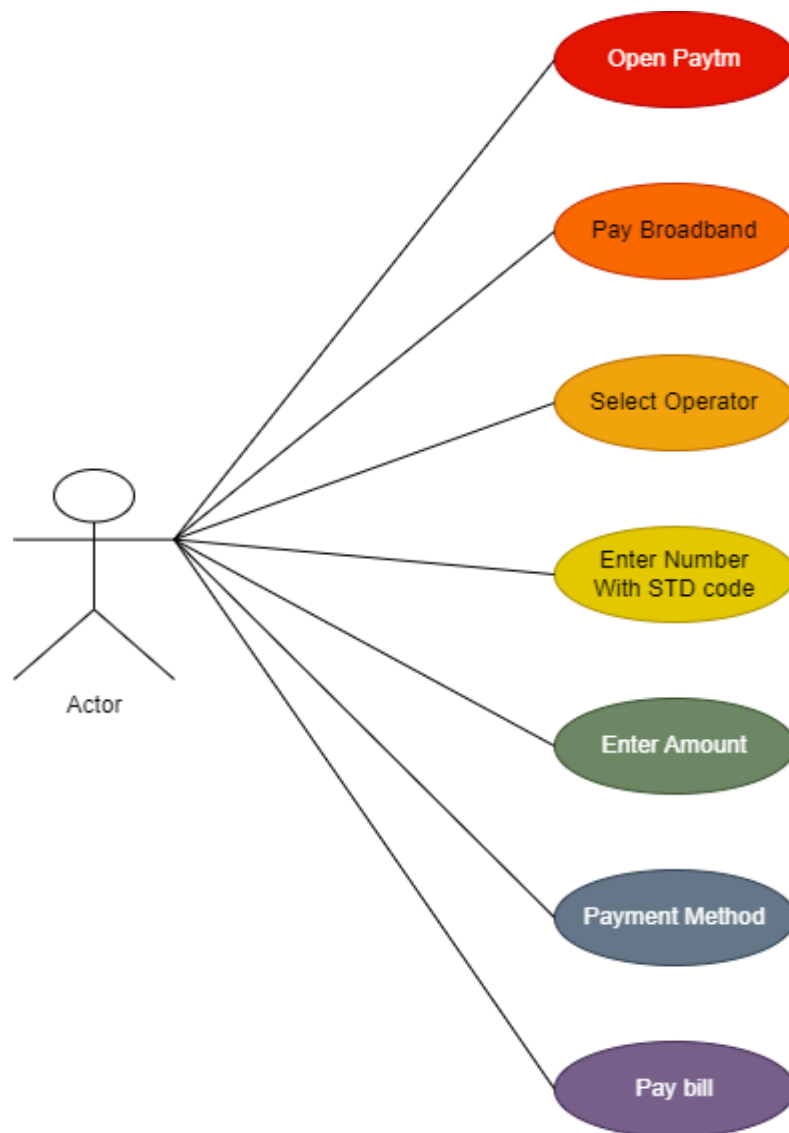 Open Paytm
Pay Broadband
Select Operator
Enter Number
With STD code
Actor
Enter Amount
Payment Method
Pay bill